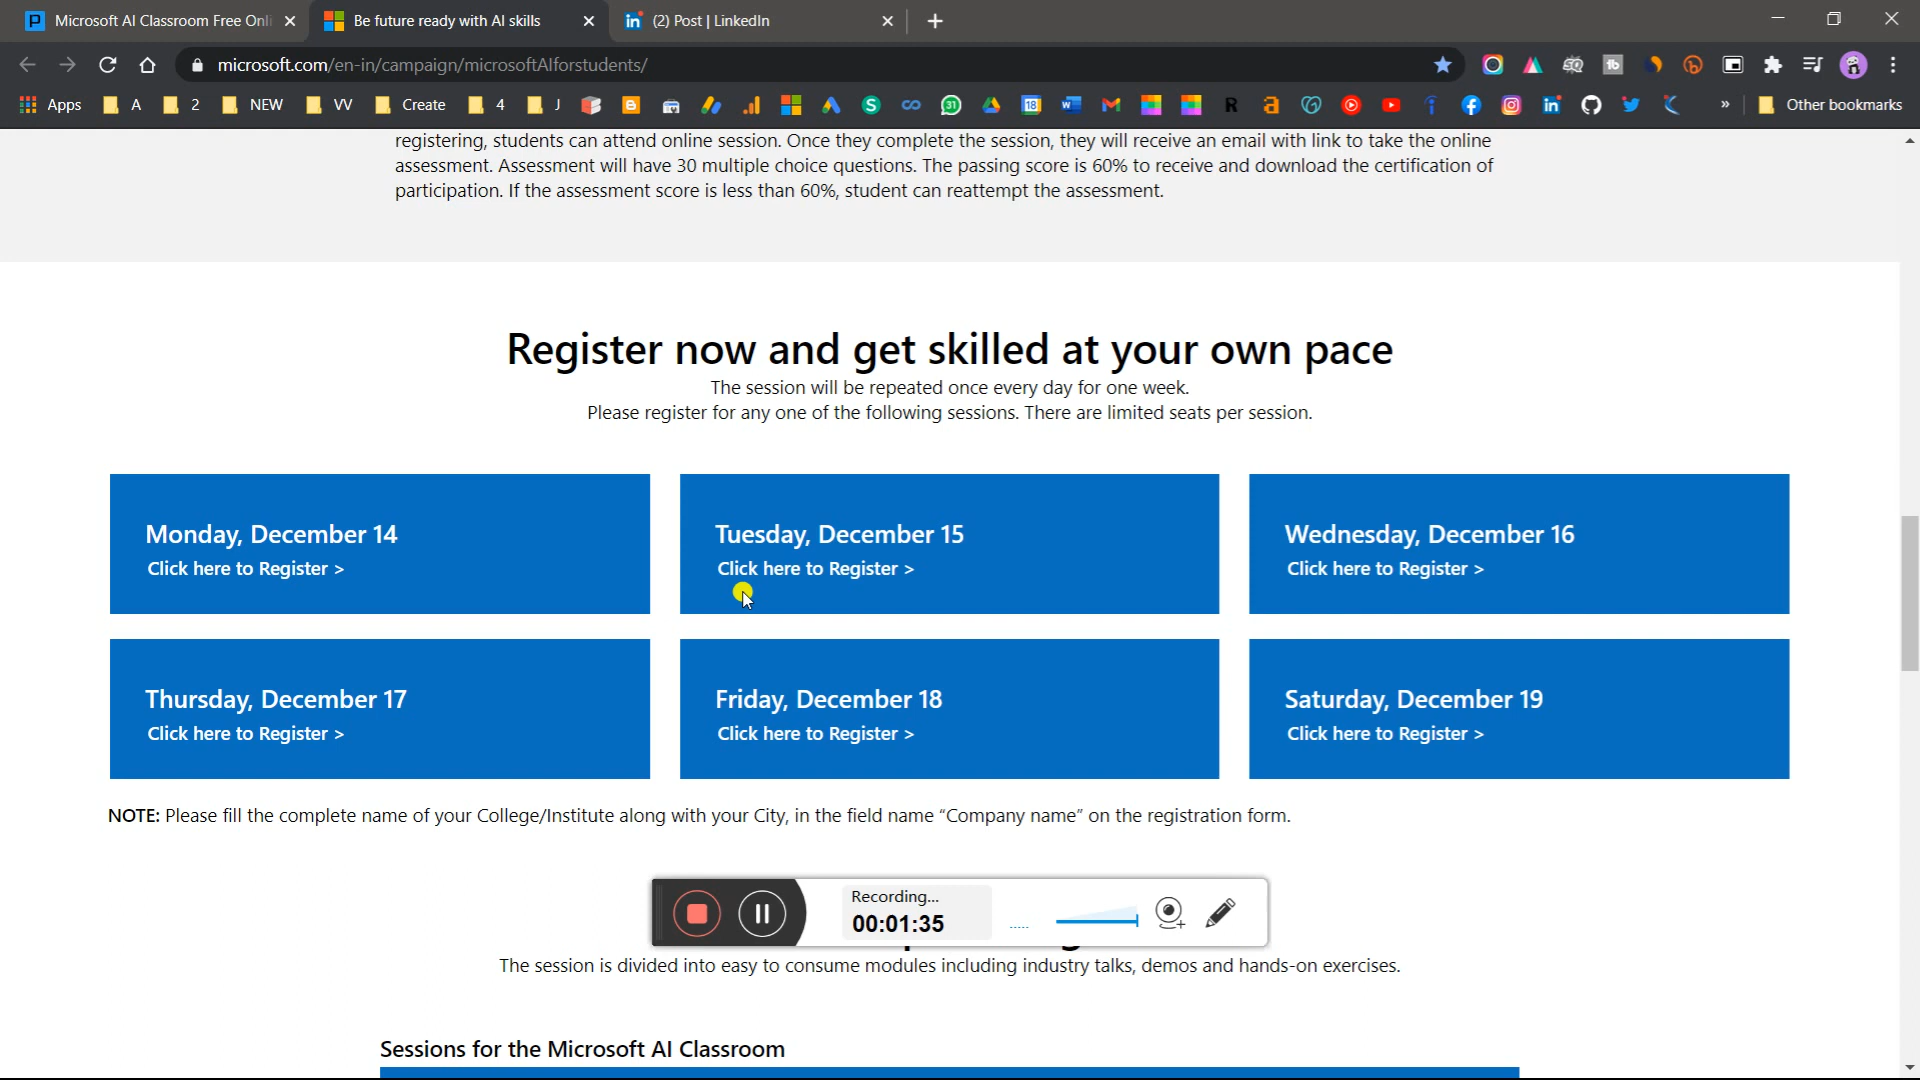 Microsoft AI Classroom Free Onli
Be future ready with AI skills
(2) Post | LinkedIn
microsoft.com/en-in/campaign/microsoftAIforstudents/
Apps A 2 NEW VV Create 4 J » Other bookmarks
registering, students can attend online session. Once they complete the session, they will receive an email with link to take the online
assessment. Assessment will have 30 multiple choice questions. The passing score is 60% to receive and download the certification of
participation. If the assessment score is less than 60%, student can reattempt the assessment.
Register now and get skilled at your own pace
The session will be repeated once every day for one week.
Please register for any one of the following sessions. There are limited seats per session.
Monday, December 14
Click here to Register >
Tuesday, December 15
Click here to Register >
Wednesday, December 16
Click here to Register >
Thursday, December 17
Click here to Register >
Friday, December 18
Click here to Register >
Saturday, December 19
Click here to Register >
NOTE: Please fill the complete name of your College/Institute along with your City, in the field name “Company name” on the registration form.
Recording...
00:01:35
The session is divided into easy to consume modules including industry talks, demos and hands-on exercises.
Sessions for the Microsoft AI Classroom